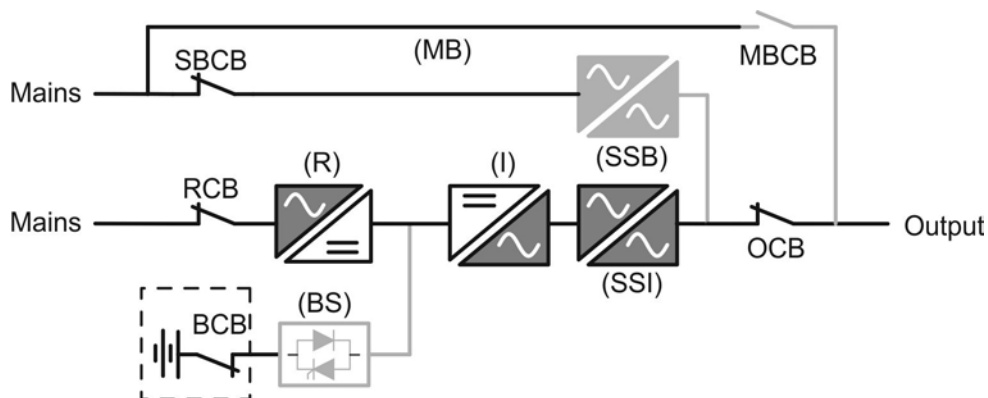 (MB)
MBCB
SBCB
Mains
(SSB)
(R)
(I)
RCB
Mains
Output
OCB
(SSI)
(BS)
BCB